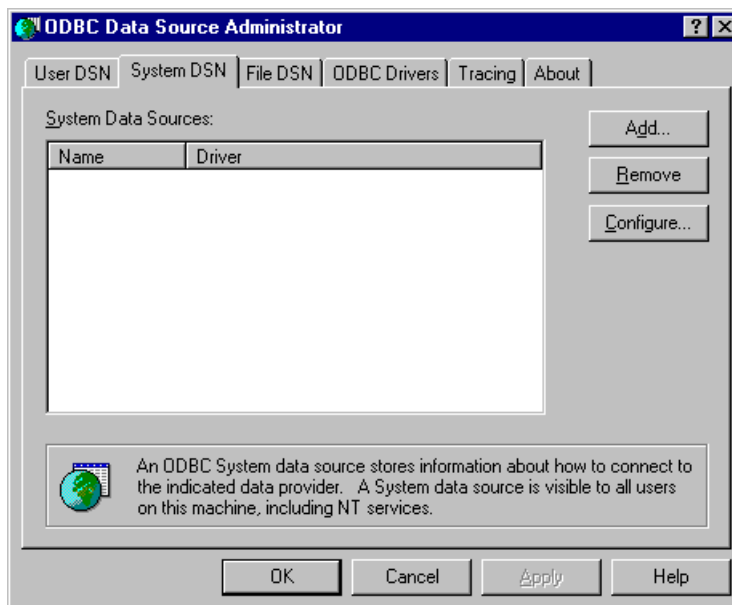 ODBC Data Source Administrator
User DSN System DSN File DSN ODBC Drivers Tracing About
System Data Sources:
Name Driver
Add...
Remove
Configure...
An ODBC System data source stores information about how to connect to
the indicated data provider. A System data source is visible to all users
on this machine, including NT services.
OK Cancel Apply Help